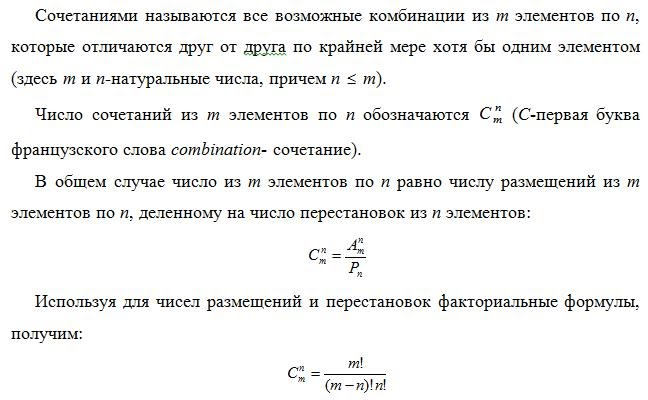 Сочетаниями называются все возможные комбинации из m элементов по n,
которые отличаются друг от друга по крайней мере хотя бы одним элементом
(здесь m и n-натуральные числа, причем n ≤ m).
Число сочетаний из m элементов по n обозначаются C_m^n (С-первая буква
французского слова combination- сочетание).
В общем случае число из m элементов по n равно числу размещений из m
элементов по n, деленному на число перестановок из n элементов:
C_m^n = A_m^n / P_n
Используя для чисел размещений и перестановок факториальные формулы,
получим:
C_m^n = m! / (m − n)!n!